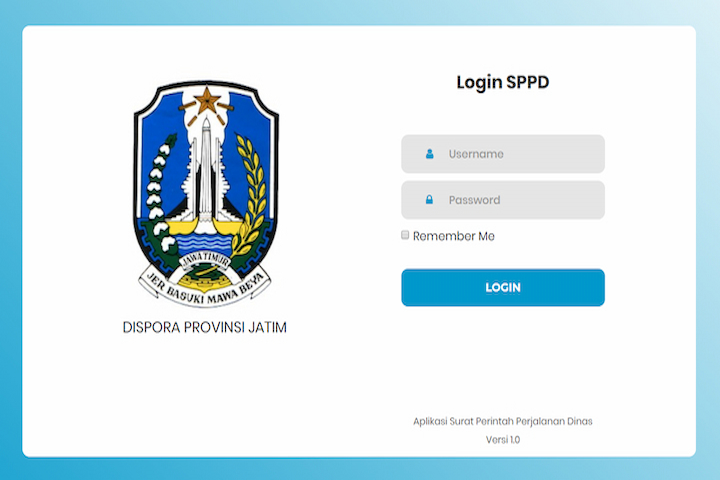 JAWA TIMUR
JER BASUKI MAWA BEYA
DISPORA PROVINSI JATIM
Login SPPD
Username
Password
Remember Me
LOGIN
Aplikasi Surat Perintah Perjalanan Dinas
Versi 1.0